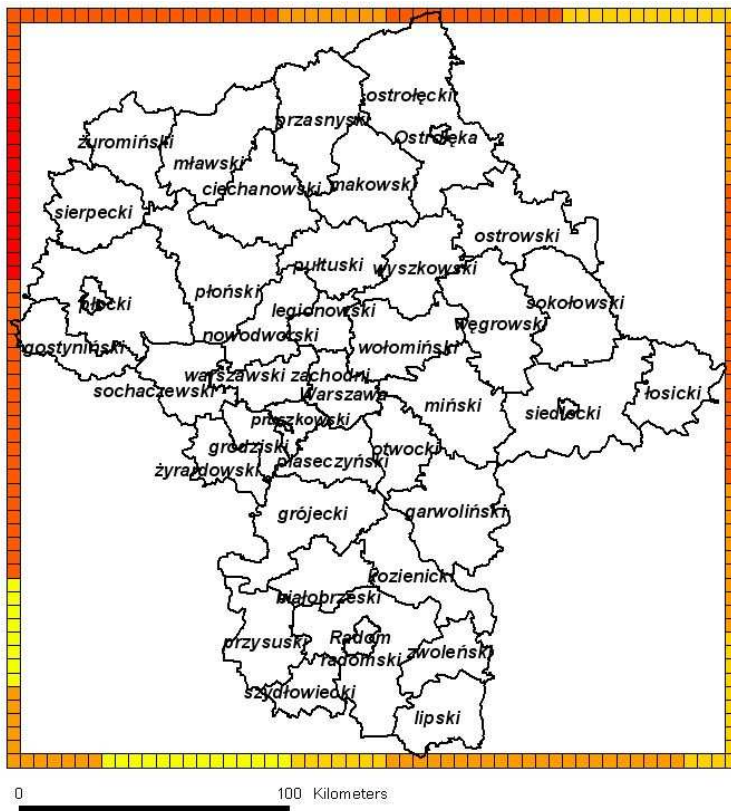 ostrołęcki
przasnyski
Ostrołęka
żuromiński
mławski
ciechanowski
makowski
sierpecki
ostrowski
pułtuski
wyszkowski
płoński
płocki
sokołowski
legionowski
węgrowski
nowodworski
gostyniński
wołomiński
warszawski zachodni
sochaczewski
Warszawa
łosicki
miński
siedlecki
pruszkowski
grodziski
otwocki
piaseczyński
żyrardowski
grójecki
garwoliński
kozienicki
białobrzeski
Radom
przysuski
zwoleński
radomski
szydłowiecki
lipski
0 100 Kilometers